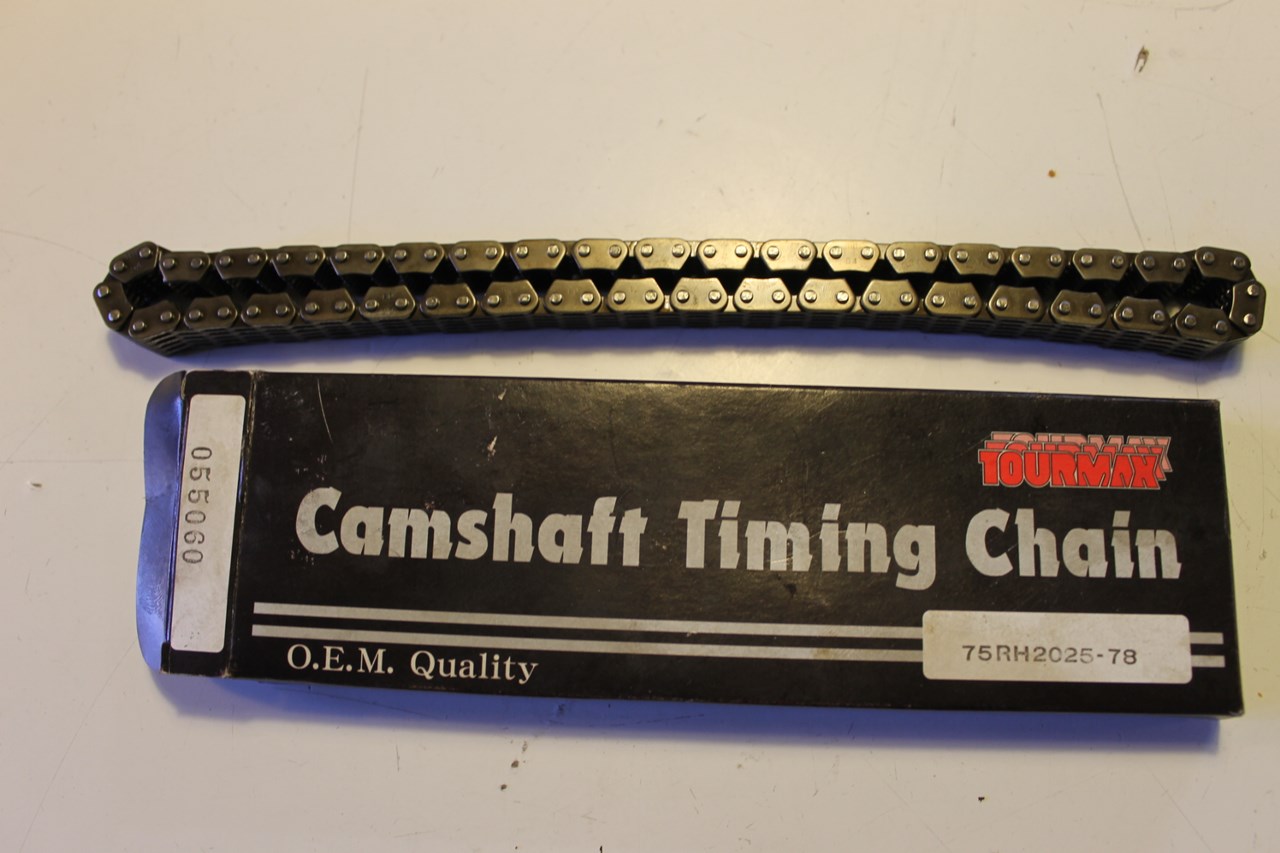 TOURMAX
Camshaft Timing Chain
O.E.M. Quality
75RH2025-78
055060